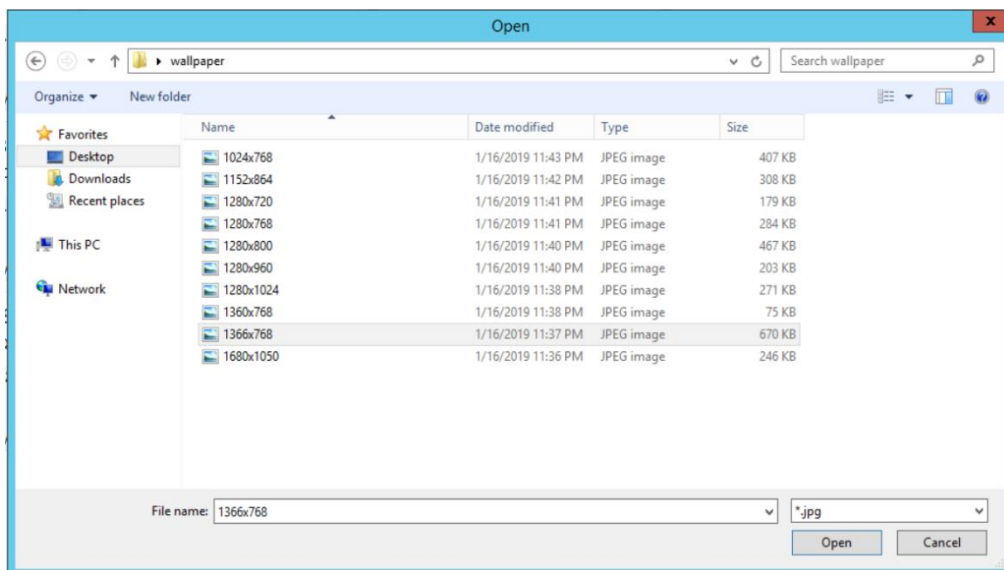 Open
x
wallpaper
Search wallpaper
Organize New folder
Name Date modified Type Size
Favorites
Desktop
Downloads
Recent places
This PC
Network
1024x768 1/16/2019 11:43 PM JPEG image 407 KB
1152x864 1/16/2019 11:42 PM JPEG image 308 KB
1280x720 1/16/2019 11:41 PM JPEG image 179 KB
1280x768 1/16/2019 11:41 PM JPEG image 284 KB
1280x800 1/16/2019 11:40 PM JPEG image 467 KB
1280x960 1/16/2019 11:40 PM JPEG image 203 KB
1280x1024 1/16/2019 11:38 PM JPEG image 271 KB
1360x768 1/16/2019 11:38 PM JPEG image 75 KB
1366x768 1/16/2019 11:37 PM JPEG image 670 KB
1680x1050 1/16/2019 11:36 PM JPEG image 246 KB
File name: 1366x768 *.jpg
Open Cancel